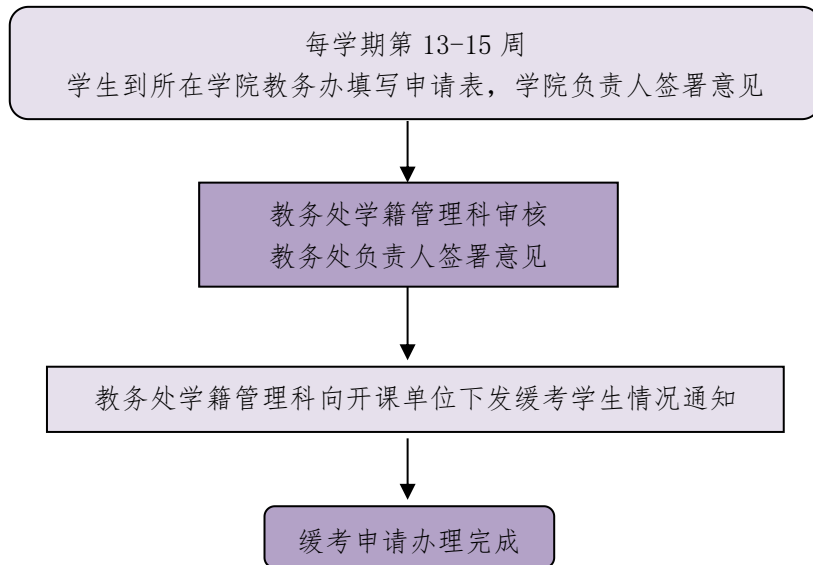 每学期第 13-15 周
学生到所在学院教务办填写申请表，学院负责人签署意见
教务处学籍管理科审核
教务处负责人签署意见
教务处学籍管理科向开课单位下发缓考学生情况通知
缓考申请办理完成